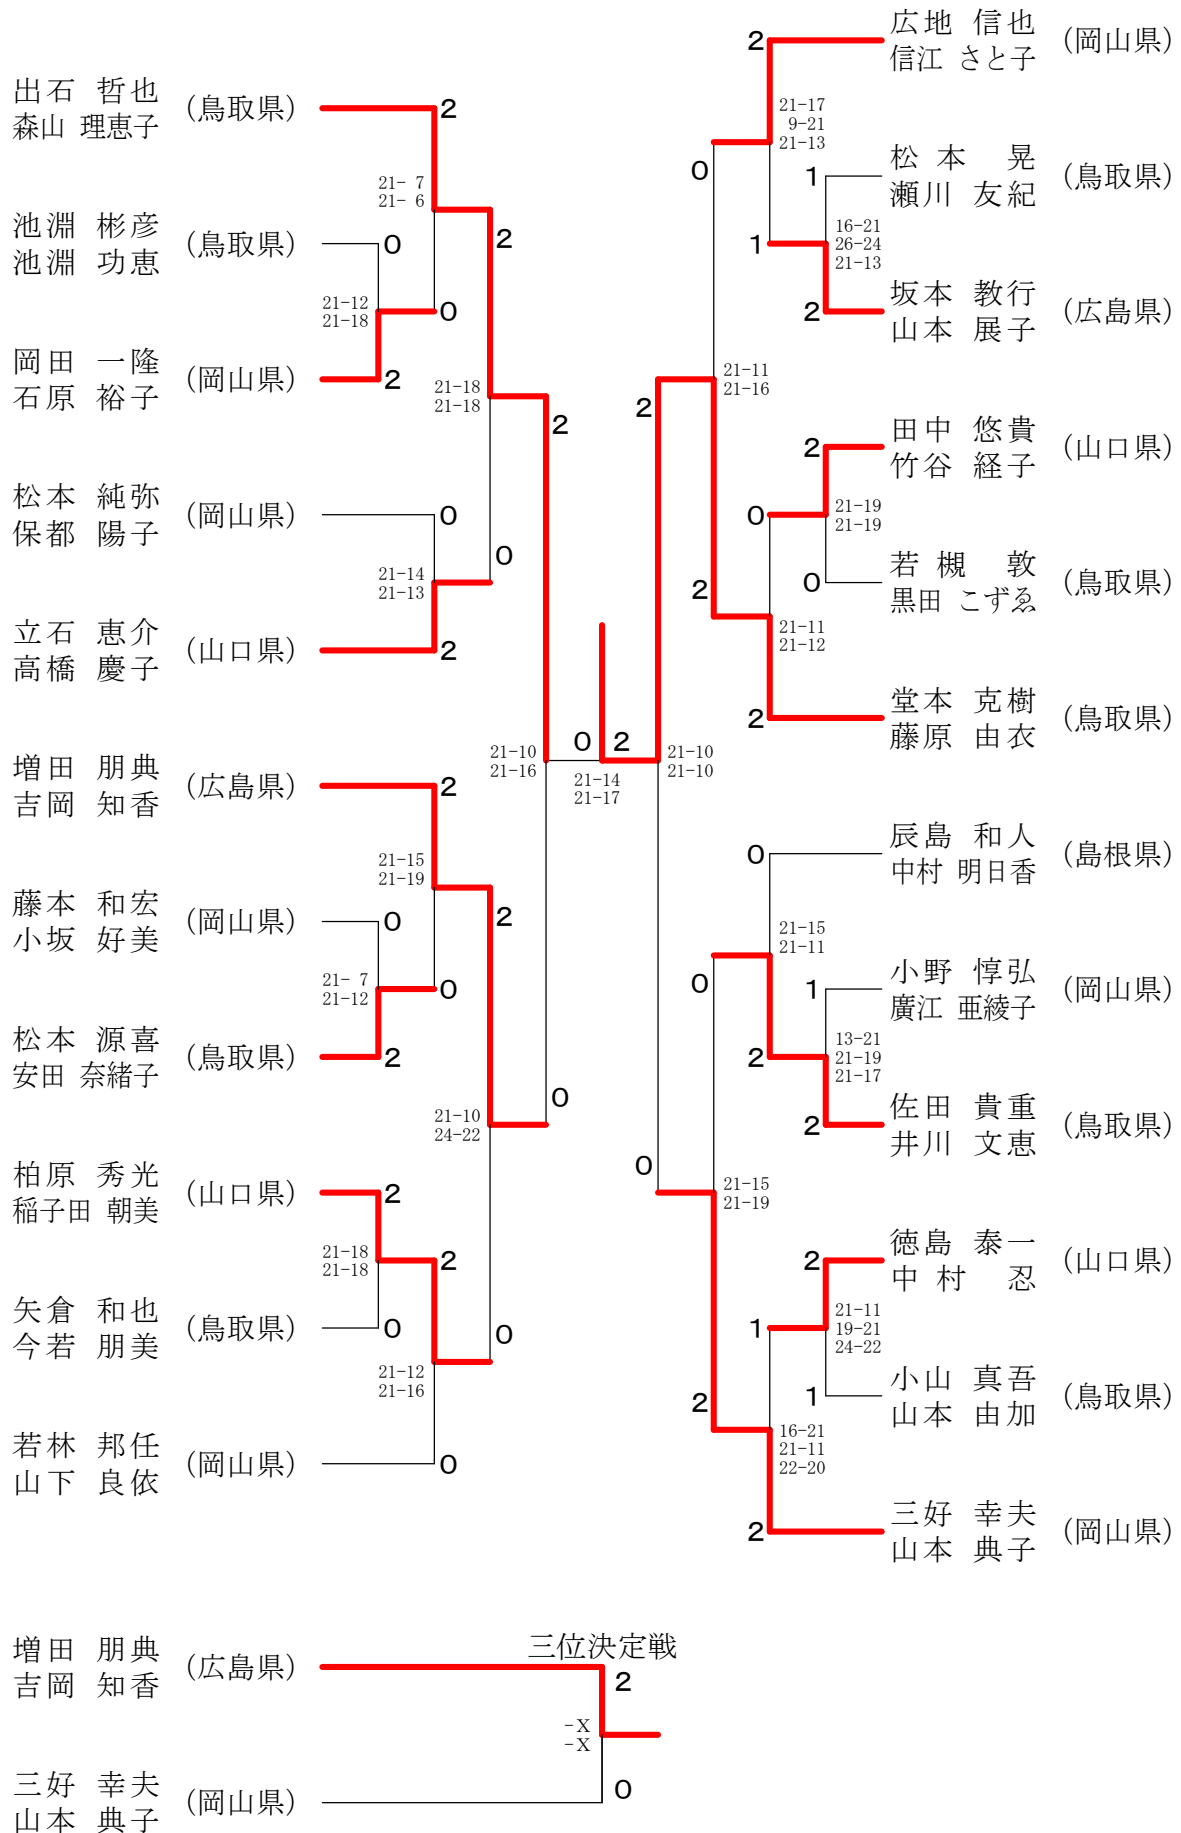 出石 哲也
森山 理恵子
(鳥取県)
2
21- 7
21- 6
池淵 彬彦
池淵 功恵
(鳥取県)
0
2
21-12
21-18
0
岡田 一隆
石原 裕子
(岡山県)
2
21-18
21-18
2
松本 純弥
保都 陽子
(岡山県)
0
0
21-14
21-13
立石 恵介
高橋 慶子
(山口県)
2
21-10
21-16
0
2
21-14
21-17
増田 朋典
吉岡 知香
(広島県)
2
21-15
21-19
藤本 和宏
小坂 好美
(岡山県)
0
2
21- 7
21-12
0
松本 源喜
安田 奈緒子
(鳥取県)
2
21-10
24-22
0
柏原 秀光
稲子田 朝美
(山口県)
2
21-18
21-18
2
矢倉 和也
今若 朋美
(鳥取県)
0
0
21-12
21-16
若林 邦任
山下 良依
(岡山県)
0
2
広地 信也
信江 さと子
(岡山県)
21-17
9-21
21-13
0
1
松本 晃
瀬川 友紀
(鳥取県)
1
16-21
26-24
21-13
2
坂本 教行
山本 展子
(広島県)
2
21-11
21-16
2
田中 悠貴
竹谷 経子
(山口県)
0
21-19
21-19
2
0
若槻 敦
黒田 こずゑ
(鳥取県)
21-11
21-12
2
堂本 克樹
藤原 由衣
(鳥取県)
21-10
21-10
0
辰島 和人
中村 明日香
(島根県)
21-15
21-11
0
1
小野 惇弘
廣江 亜綾子
(岡山県)
2
13-21
21-19
21-17
2
佐田 貴重
井川 文恵
(鳥取県)
0
21-15
21-19
2
徳島 泰一
中村 忍
(山口県)
1
21-11
19-21
24-22
2
1
小山 真吾
山本 由加
(鳥取県)
16-21
21-11
22-20
2
三好 幸夫
山本 典子
(岡山県)
三位決定戦
増田 朋典
吉岡 知香
(広島県)
2
-X
-X
三好 幸夫
山本 典子
(岡山県)
0